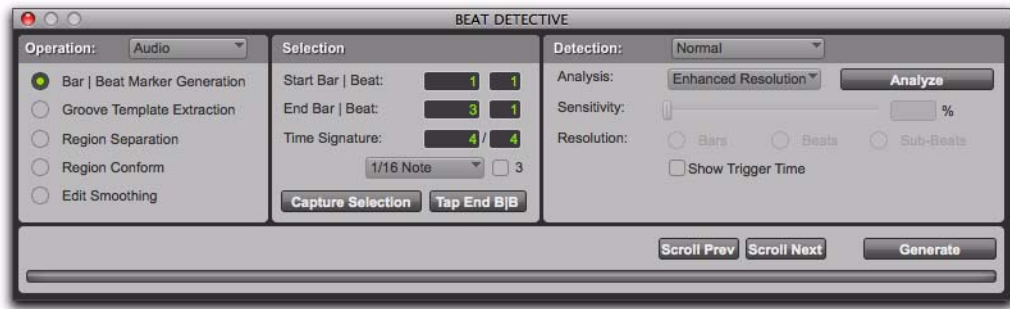 BEAT DETECTIVE
Operation: Audio
Bar | Beat Marker Generation
Groove Template Extraction
Region Separation
Region Conform
Edit Smoothing
Selection
Start Bar | Beat: 1 1
End Bar | Beat: 3 1
Time Signature: 4 / 4
1/16 Note 3
Capture Selection Tap End B|B
Detection: Normal
Analysis: Enhanced Resolution Analyze
Sensitivity: %
Resolution: Bars Beats Sub-Beats
Show Trigger Time
Scroll Prev Scroll Next Generate